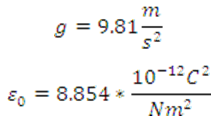 g = 9.81 m/s²
ε₀ = 8.854 * 10⁻¹²C²/Nm²